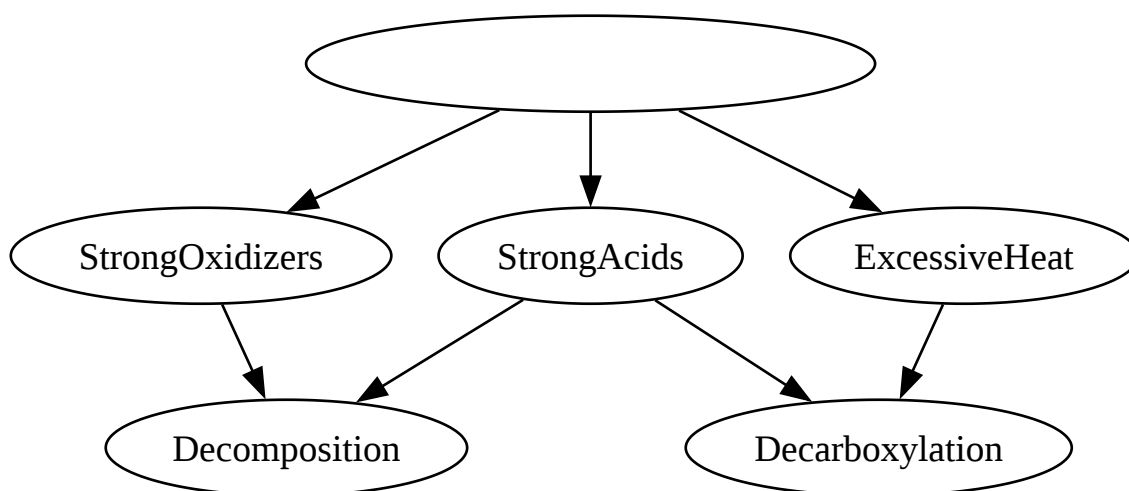 StrongOxidizers
StrongAcids
ExcessiveHeat
Decomposition
Decarboxylation